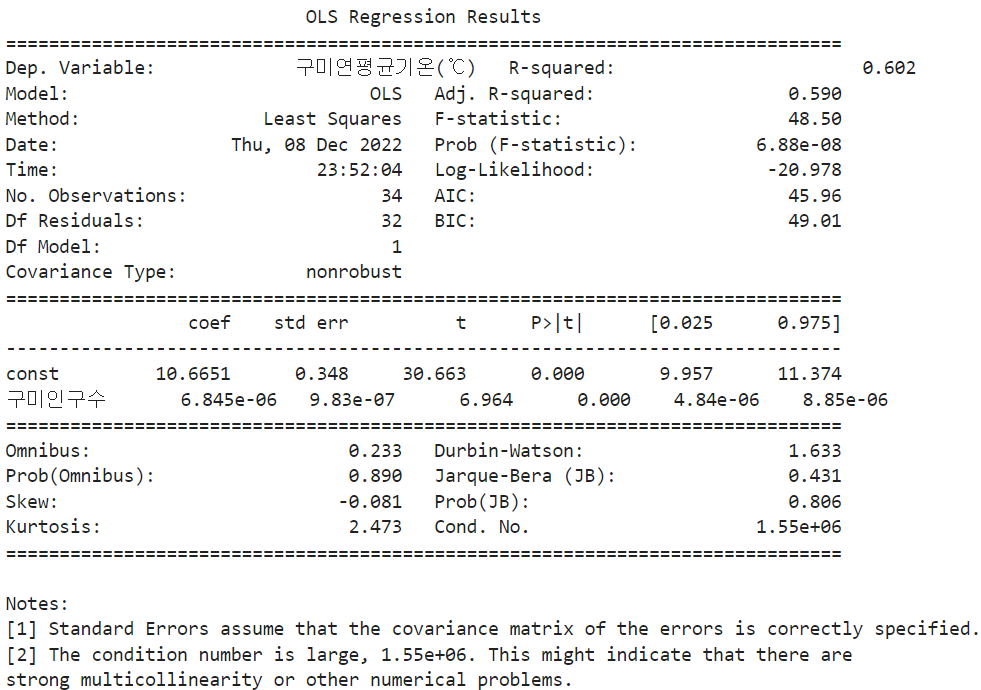 OLS Regression Results
==============================================================================
Dep. Variable:             구미연평균기온(℃)   R-squared:                       0.602
Model:                            OLS   Adj. R-squared:                  0.590
Method:                 Least Squares   F-statistic:                     48.50
Date:                Thu, 08 Dec 2022   Prob (F-statistic):           6.88e-08
Time:                        23:52:04   Log-Likelihood:                -20.978
No. Observations:                  34   AIC:                             45.96
Df Residuals:                      32   BIC:                             49.01
Df Model:                           1
Covariance Type:            nonrobust
==============================================================================
                 coef    std err          t      P>|t|      [0.025      0.975]
------------------------------------------------------------------------------
const         10.6651      0.348     30.663      0.000       9.957      11.374
구미인구수       6.845e-06   9.83e-07      6.964      0.000    4.84e-06    8.85e-06
==============================================================================
Omnibus:                        0.233   Durbin-Watson:                   1.633
Prob(Omnibus):                  0.890   Jarque-Bera (JB):                0.431
Skew:                          -0.081   Prob(JB):                        0.806
Kurtosis:                       2.473   Cond. No.                     1.55e+06
==============================================================================

Notes:
[1] Standard Errors assume that the covariance matrix of the errors is correctly specified.
[2] The condition number is large, 1.55e+06. This might indicate that there are
strong multicollinearity or other numerical problems.